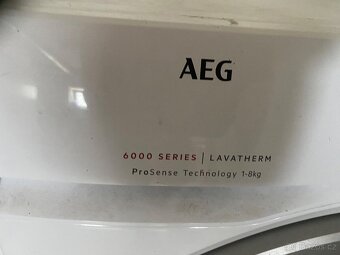 AEG
6000 SERIES | LAVATHERM
ProSense Technology 1-8kg